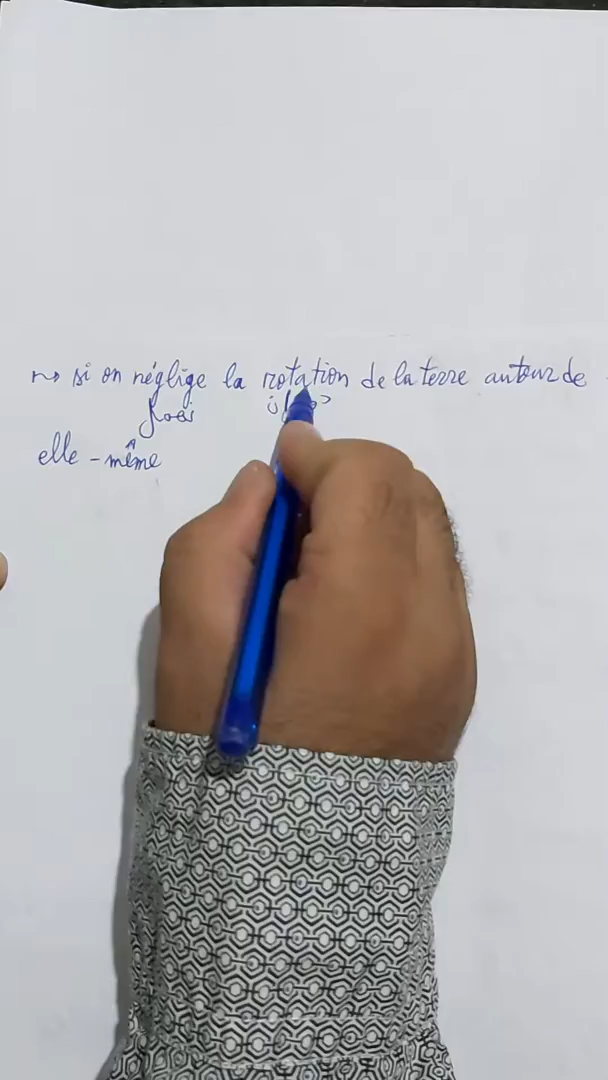 si on néglige la rotation de la terre autour de
elle-même